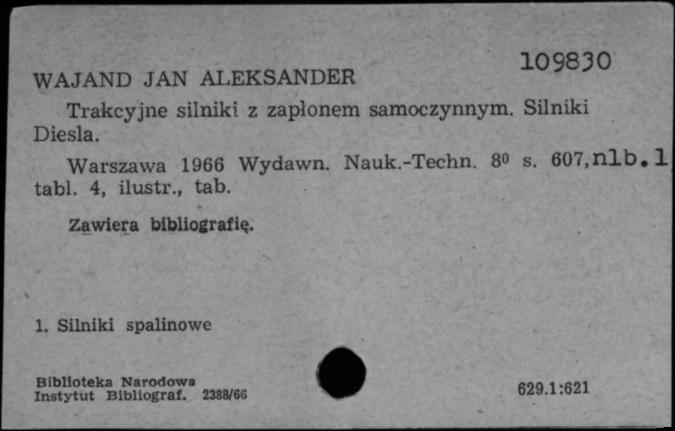 109830
WAJAND JAN ALEKSANDER
Trakcyjne silniki z zapłonem samoczynnym. Silniki
Diesla.
Warszawa 1966 Wydawn. Nauk.-Techn. 8⁰ s. 607,nlb.1
tabl. 4, ilustr., tab.
Zawiera bibliografię.
1. Silniki spalinowe
Biblioteka Narodowa
Instytut Bibliograf. 2388/66
629.1:621